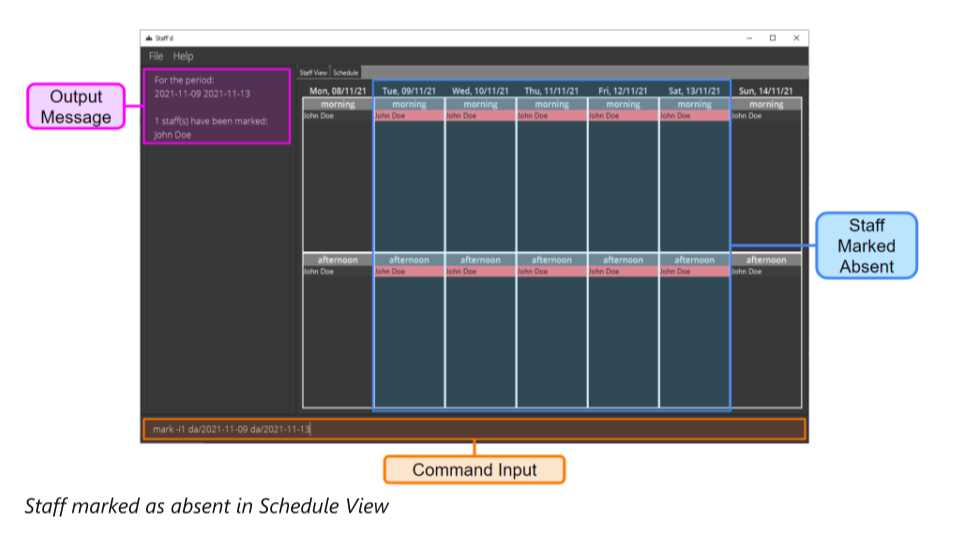 Staff'd
File Help
Output
Message
For the period:
2021-11-09 2021-11-13
1 staff(s) have been marked:
John Doe
Staff View Schedule
Mon, 08/11/21 Tue, 09/11/21 Wed, 10/11/21 Thu, 11/11/21 Fri, 12/11/21 Sat, 13/11/21 Sun, 14/11/21
morning morning morning morning morning morning morning
John Doe John Doe John Doe John Doe John Doe John Doe John Doe
Staff
Marked
Absent
afternoon afternoon afternoon afternoon afternoon afternoon afternoon
John Doe John Doe John Doe John Doe John Doe John Doe John Doe
mark -i1 da/2021-11-09 da/2021-11-13
Command Input
Staff marked as absent in Schedule View